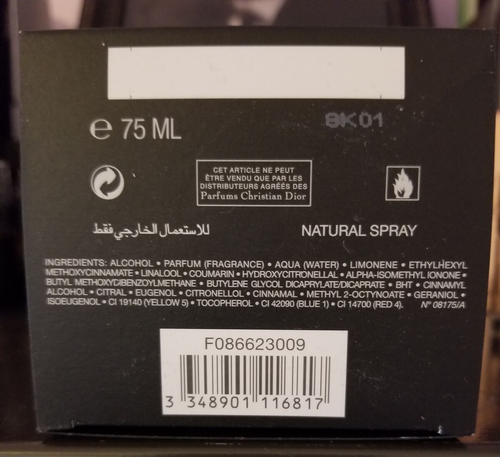 8K01
℮ 75 ML
CET ARTICLE NE PEUT
ÊTRE VENDU QUE PAR LES
DISTRIBUTEURS AGRÉÉS DES
Parfums Christian Dior
للاستعمال الخارجي فقط
NATURAL SPRAY
INGREDIENTS: ALCOHOL • PARFUM (FRAGRANCE) • AQUA (WATER) • LIMONENE • ETHYLHEXYL
METHOXYCINNAMATE • LINALOOL • COUMARIN • HYDROXYCITRONELLAL • ALPHA-ISOMETHYL IONONE •
BUTYL METHOXYDIBENZOYLMETHANE • BUTYLENE GLYCOL DICAPRYLATE/DICAPRATE • BHT • CINNAMYL
ALCOHOL • CITRAL • EUGENOL • CITRONELLOL • CINNAMAL • METHYL 2-OCTYNOATE • GERANIOL •
ISOEUGENOL • CI 19140 (YELLOW 5) • TOCOPHEROL • CI 42090 (BLUE 1) • CI 14700 (RED 4). N° 08175/A
F086623009
3 348901 116817